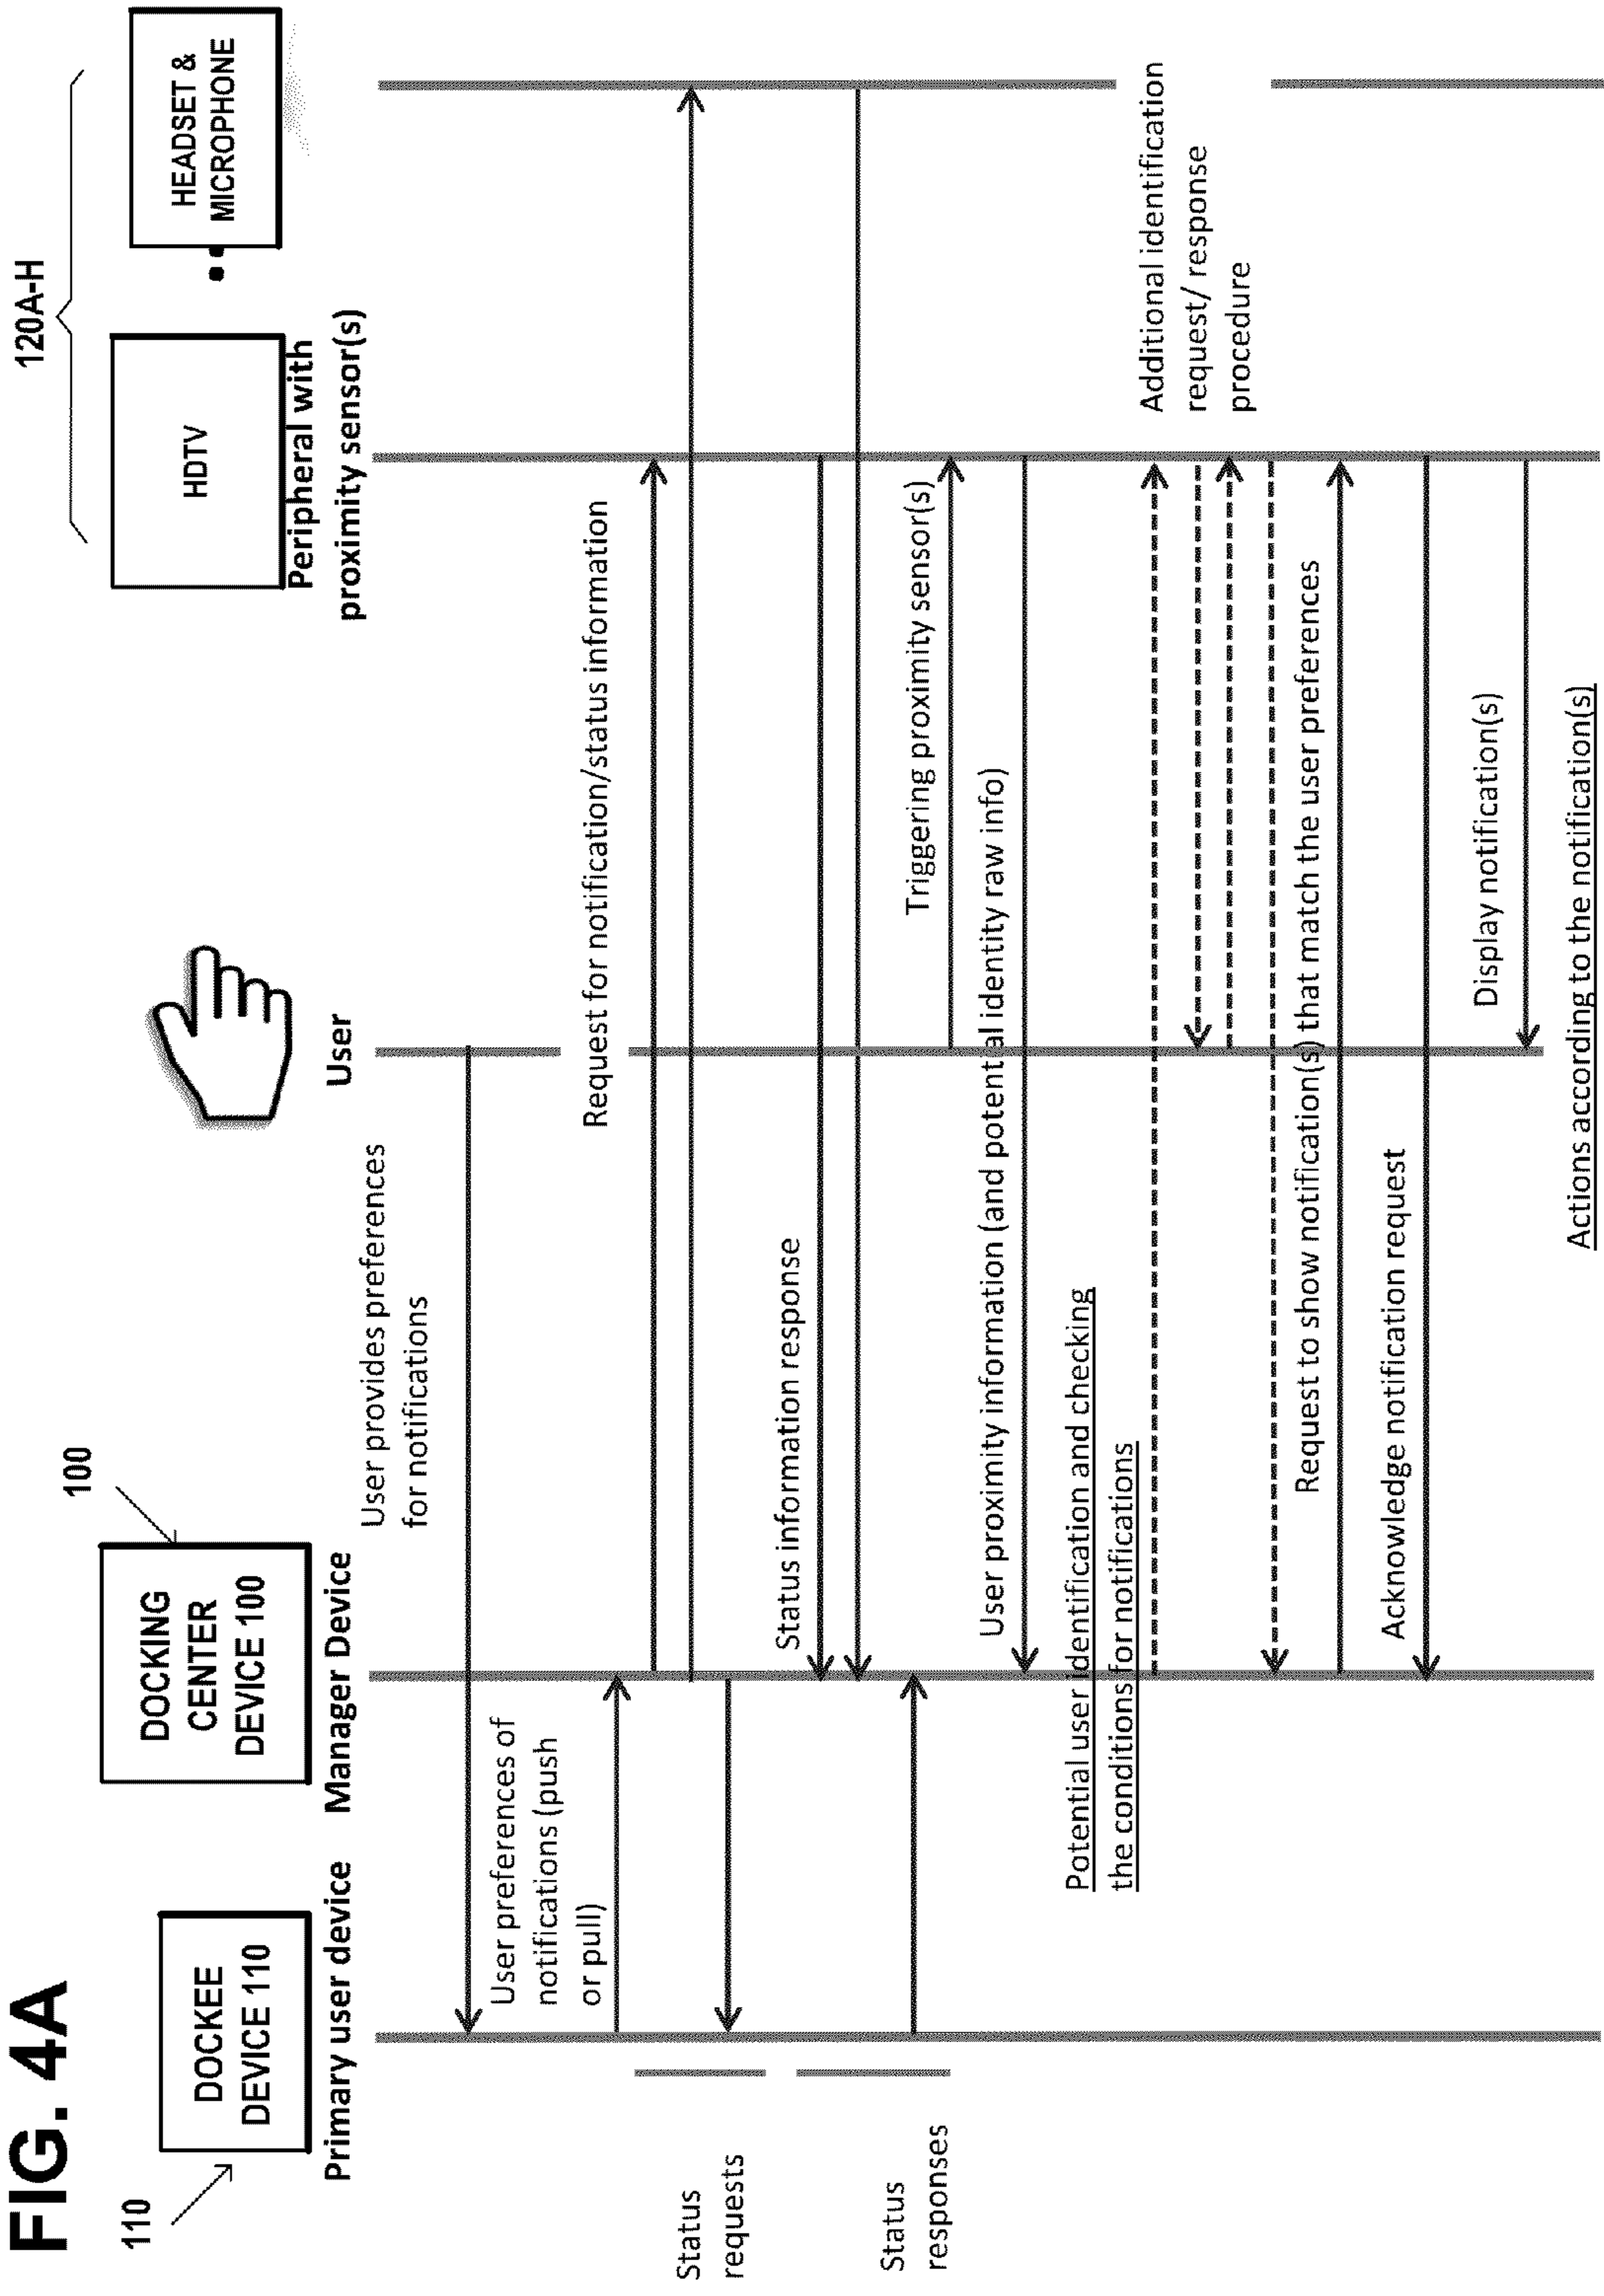 FIG. 4A
110
DOCKEE
DEVICE 110
Primary user device
100
DOCKING
CENTER
DEVICE 100
Manager Device
User
120A-H
HDTV
Peripheral with
proximity sensor(s)
HEADSET &
MICROPHONE
User provides preferences
for notifications
User preferences of
notifications (push
or pull)
Request for notification/status information
Status
requests
Status information response
Status
responses
Triggering proximity sensor(s)
User proximity information (and potential identity raw info)
Potential user identification and checking
the conditions for notifications
Additional identification
request/ response
procedure
Request to show notification(s) that match the user preferences
Acknowledge notification request
Display notification(s)
Actions according to the notification(s)